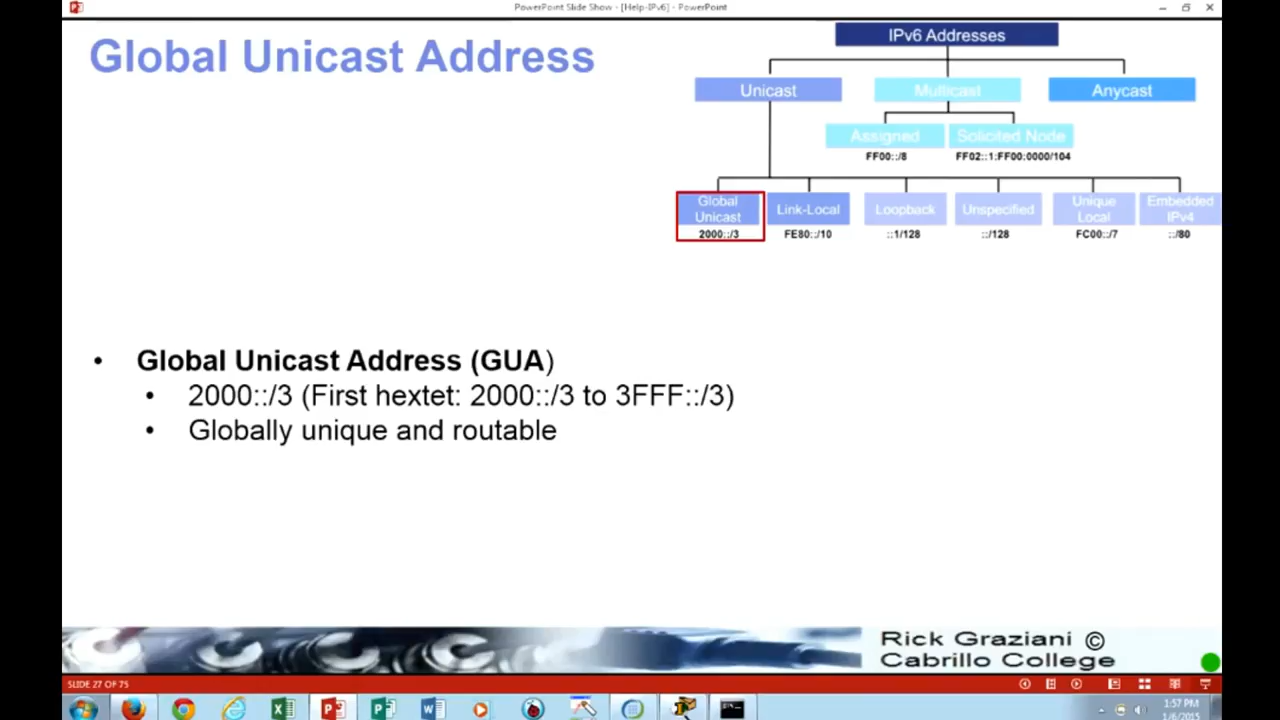 PowerPoint Slide Show - [Help-IPv6] - PowerPoint
Global Unicast Address
IPv6 Addresses
Unicast
Multicast
Anycast
Assigned
Solicited Node
FF00::/8
FF02::1:FF00:0000/104
Global Unicast
Link-Local
Loopback
Unspecified
Unique Local
Embedded IPv4
2000::/3
FE80::/10
::1/128
::/128
FC00::/7
::/80
• Global Unicast Address (GUA)
• 2000::/3 (First hextet: 2000::/3 to 3FFF::/3)
• Globally unique and routable
Rick Graziani ©
Cabrillo College
SLIDE 27 OF 75
1:57 PM
1/6/2015